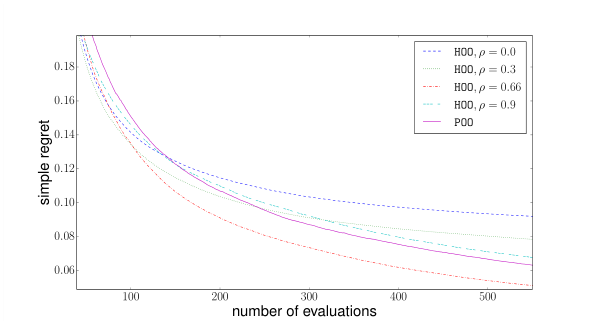 simple regret
0.18
0.16
0.14
0.12
0.10
0.08
0.06
HOO, ρ = 0.0
HOO, ρ = 0.3
HOO, ρ = 0.66
HOO, ρ = 0.9
POO
100 200 300 400 500
number of evaluations